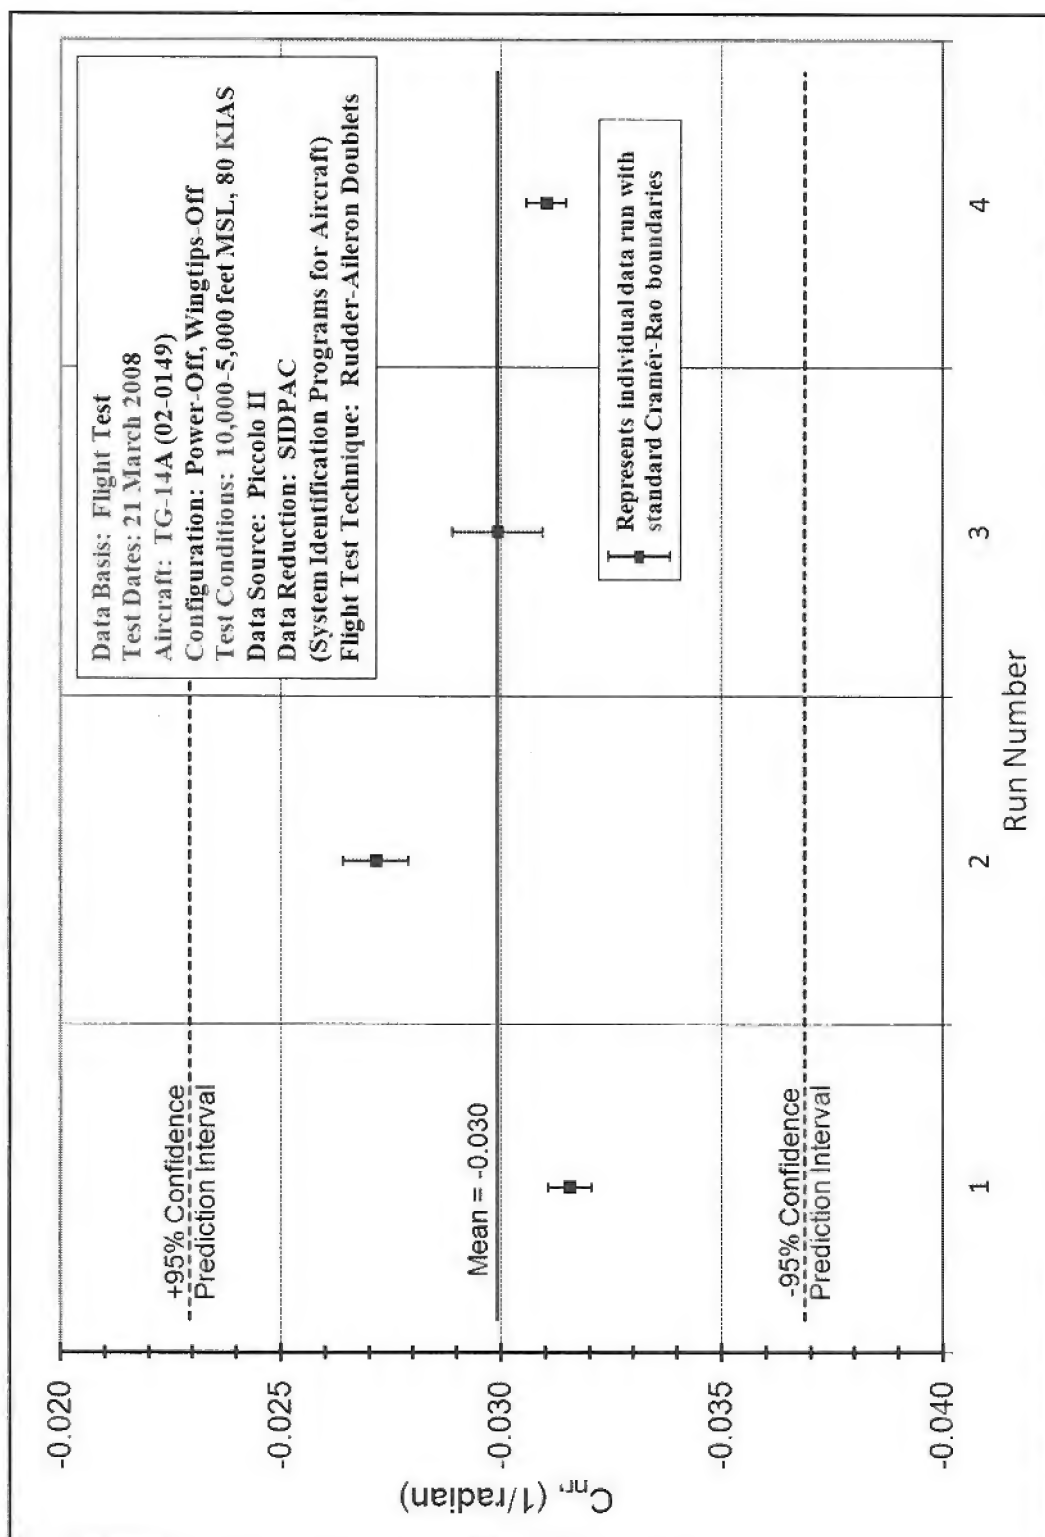 Data Basis: Flight Test
Test Dates: 21 March 2008
Aircraft: TG-14A (02-0149)
Configuration: Power-Off, Wingtips-Off
Test Conditions: 10,000-5,000 feet MSL, 80 KIAS
Data Source: Piccolo II
Data Reduction: SIDPAC
(System Identification Programs for Aircraft)
Flight Test Technique: Rudder-Aileron Doublets
+95% Confidence
Prediction Interval
Mean = -0.030
Represents individual data run with
standard Cramér-Rao boundaries
-95% Confidence
Prediction Interval
-0.020
-0.025
-0.030
-0.035
-0.040
Cnr, (1/radian)
1
2
3
4
Run Number